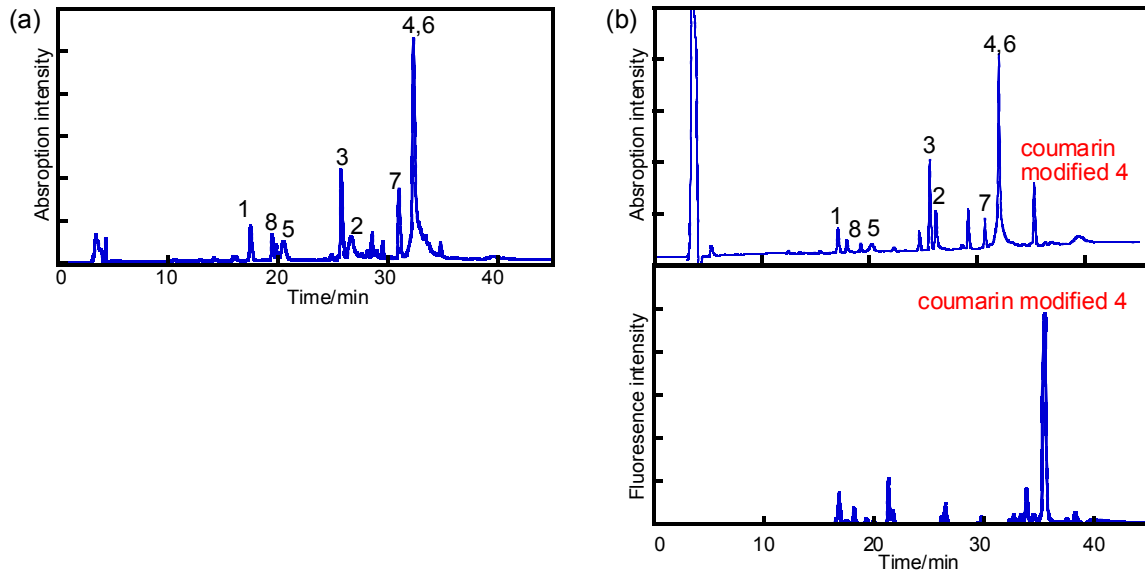 (a)
Absroption intensity
4,6
3
7
1
8
5
2
0
10
20
30
40
Time/min
(b)
Absroption intensity
4,6
3
coumarin
modified 4
2
1
8
5
7
Fluoresence intensity
coumarin modified 4
0
10
20
30
40
Time/min